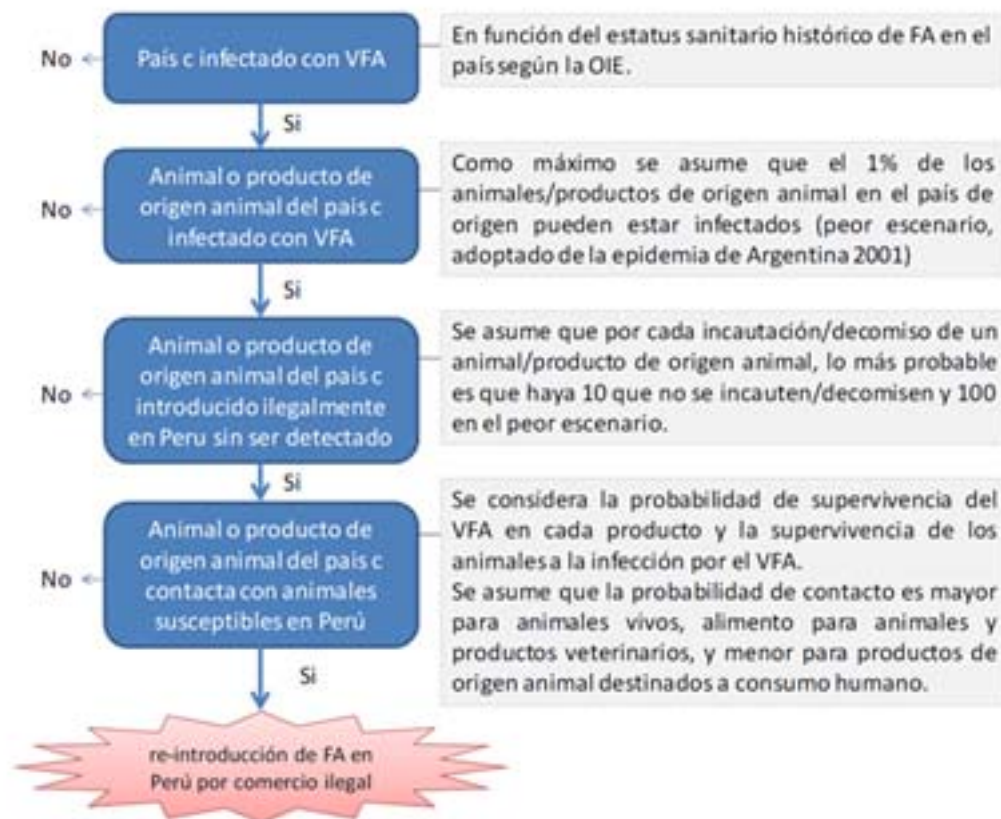 No
País c infectado con VFA
En función del estatus sanitario histórico de FA en el
país según la OIE.
Si
No
Animal o producto de
origen animal del pais c
infectado con VFA
Como máximo se asume que el 1% de los
animales/productos de origen animal en el país de
origen pueden estar infectados (peor escenario,
adoptado de la epidemia de Argentina 2001)
Si
No
Animal o producto de
origen animal del pais c
introducido ilegalmente
en Peru sin ser detectado
Se asume que por cada incautación/decomiso de un
animal/producto de origen animal, lo más probable
es que haya 10 que no se incauten/decomisen y 100
en el peor escenario.
Si
No
Animal o producto de
origen animal del pais c
contacta con animales
susceptibles en Perú
Se considera la probabilidad de supervivencia del
VFA en cada producto y la supervivencia de los
animales a la infección por el VFA.
Se asume que la probabilidad de contacto es mayor
para animales vivos, alimento para animales y
productos veterinarios, y menor para productos de
origen animal destinados a consumo humano.
Si
re-introducción de FA en
Perú por comercio ilegal